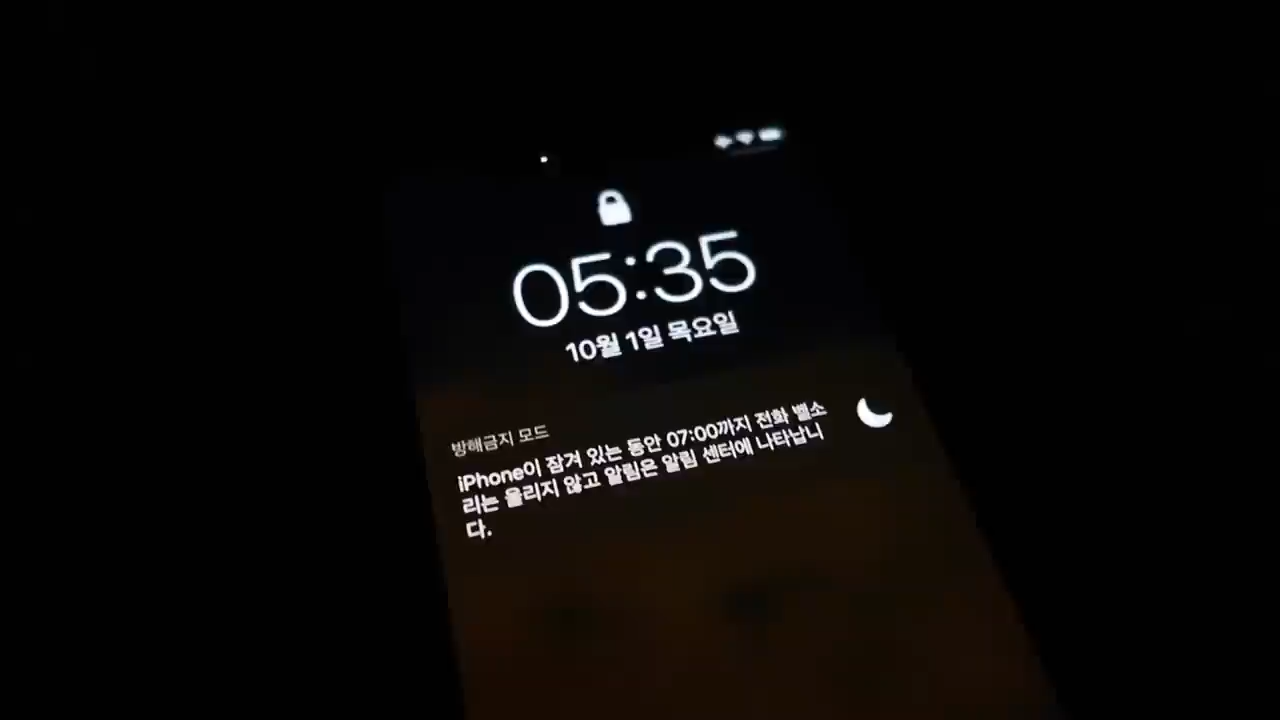 05:35
10월 1일 목요일
방해금지 모드
iPhone이 잠겨 있는 동안 07:00까지 전화 벨소
리는 울리지 않고 알림은 알림 센터에 나타납니
다.